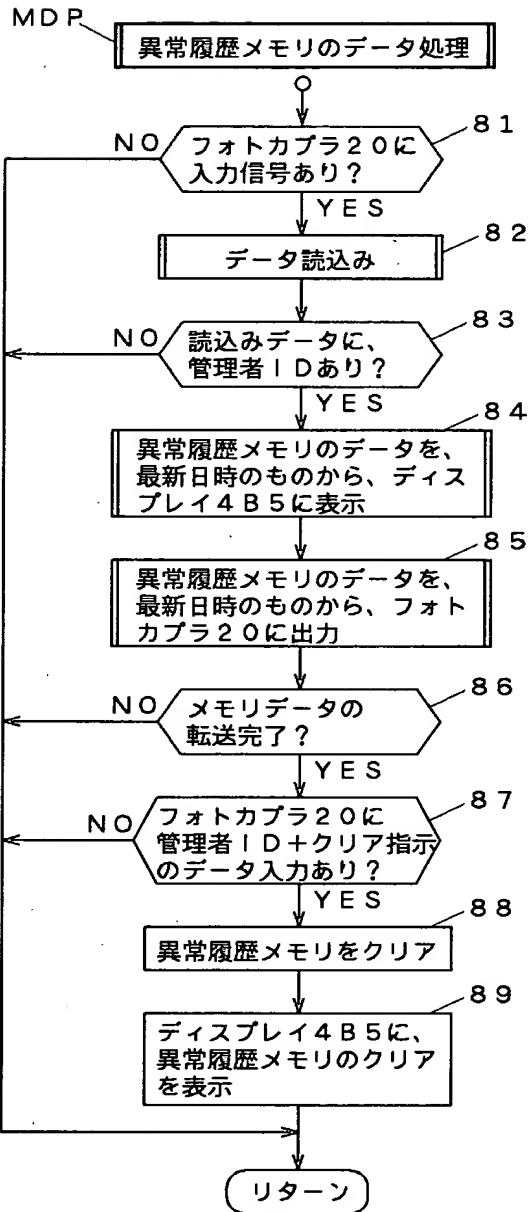 MDP
異常履歴メモリのデータ処理
81
NO
フォトカプラ20に
入力信号あり?
YES
82
データ読込み
83
NO
読込みデータに、
管理者IDあり?
YES
84
異常履歴メモリのデータを、
最新日時のものから、ディス
プレイ4B5に表示
85
異常履歴メモリのデータを、
最新日時のものから、フォト
カプラ20に出力
86
NO
メモリデータの
転送完了?
YES
87
NO
フォトカプラ20に
管理者ID+クリア指示
のデータ入力あり?
YES
88
異常履歴メモリをクリア
89
ディスプレイ4B5に、
異常履歴メモリのクリア
を表示
リターン